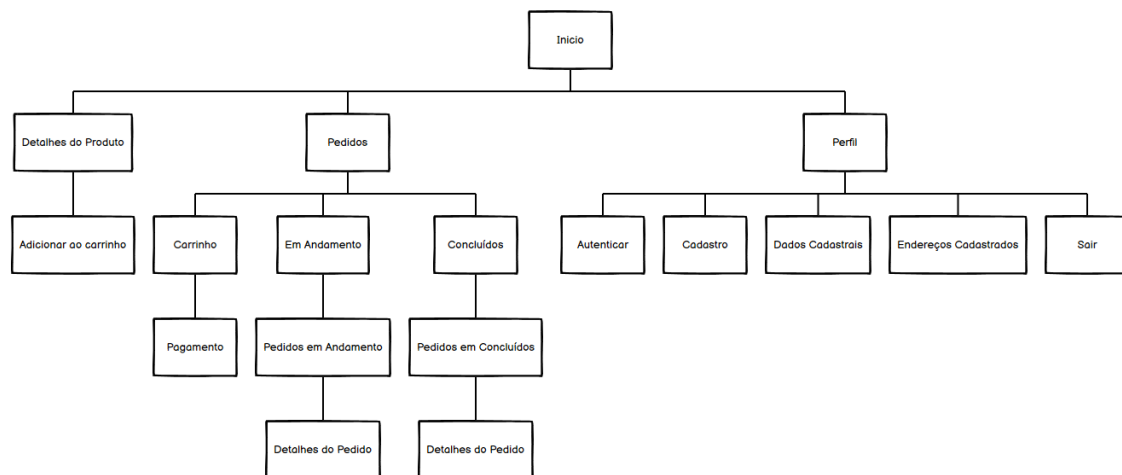 Inicio
Detalhes do Produto
Pedidos
Perfil
Adicionar ao carrinho
Carrinho
Em Andamento
Concluídos
Autenticar
Cadastro
Dados Cadastrais
Endereços Cadastrados
Sair
Pagamento
Pedidos em Andamento
Pedidos em Concluídos
Detalhes do Pedido
Detalhes do Pedido